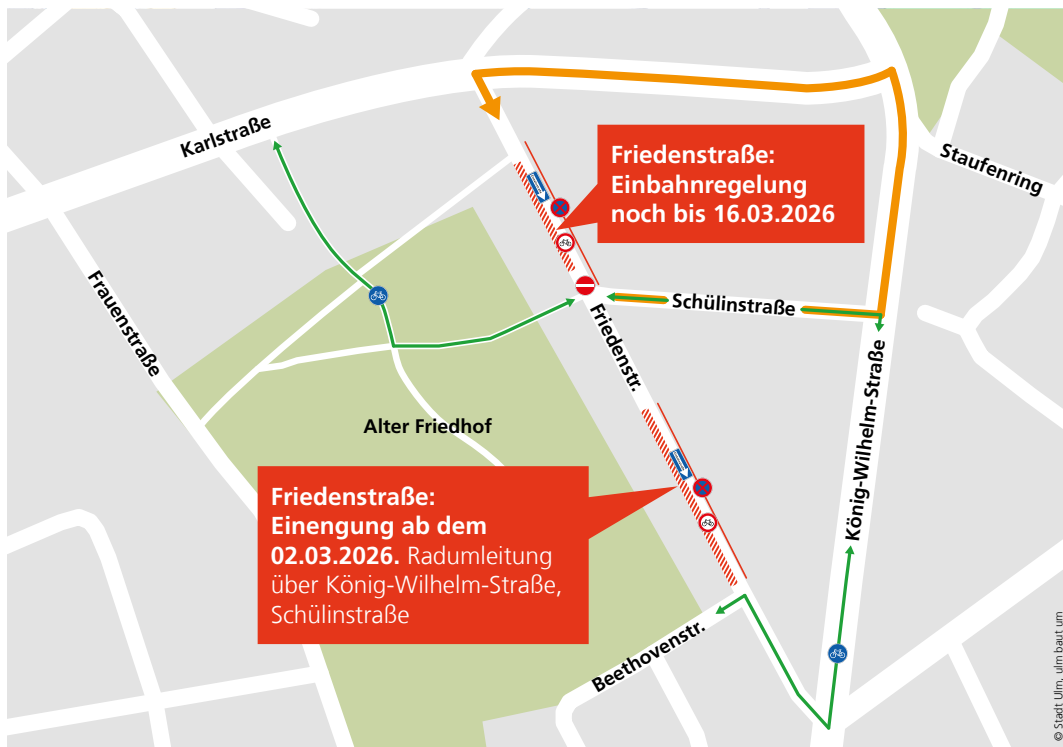 Karlstraße
Friedenstraße:
Einbahnregelung
noch bis 16.03.2026
Staufenring
Frauenstraße
Schülinstraße
Friedenstr.
König-Wilhelm-Straße
Alter Friedhof
Friedenstraße:
Einengung ab dem
02.03.2026. Radumleitung
über König-Wilhelm-Straße,
Schülinstraße
Beethovenstr.
© Stadt Ulm, ulm baut um